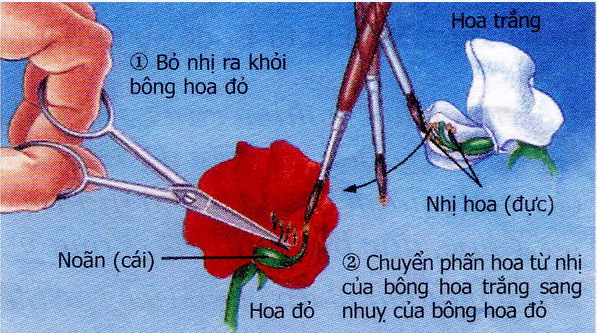 Hoa trắng
① Bỏ nhị ra khỏi
bông hoa đỏ
Nhị hoa (đực)
Noãn (cái)
② Chuyển phấn hoa từ nhị
của bông hoa trắng sang
nhuỵ của bông hoa đỏ
Hoa đỏ